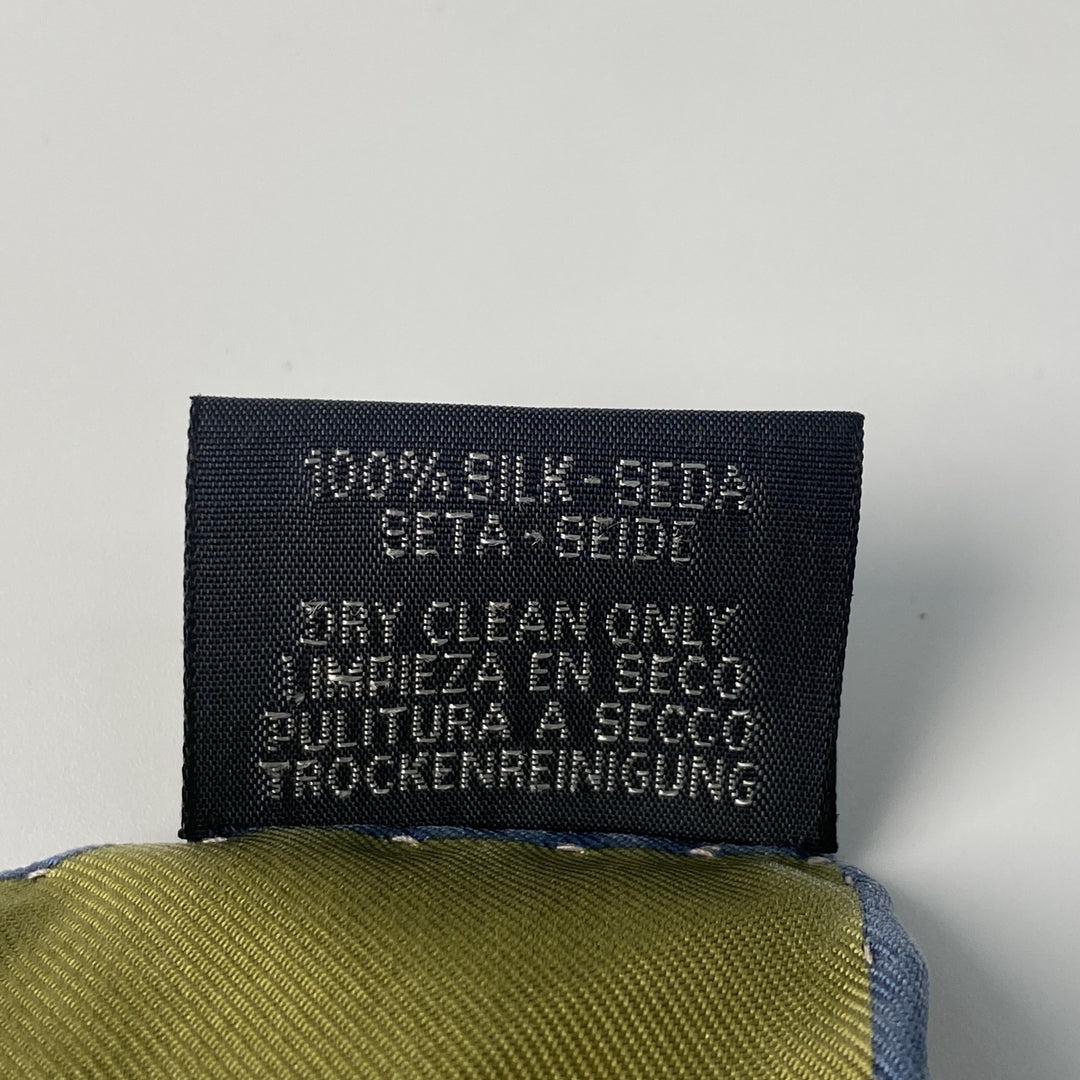 100% SILK - SEDA
SETA - SEIDE
DRY CLEAN ONLY
LIMPIEZA EN SECO
PULITURA A SECCO
TROCKENREINIGUNG